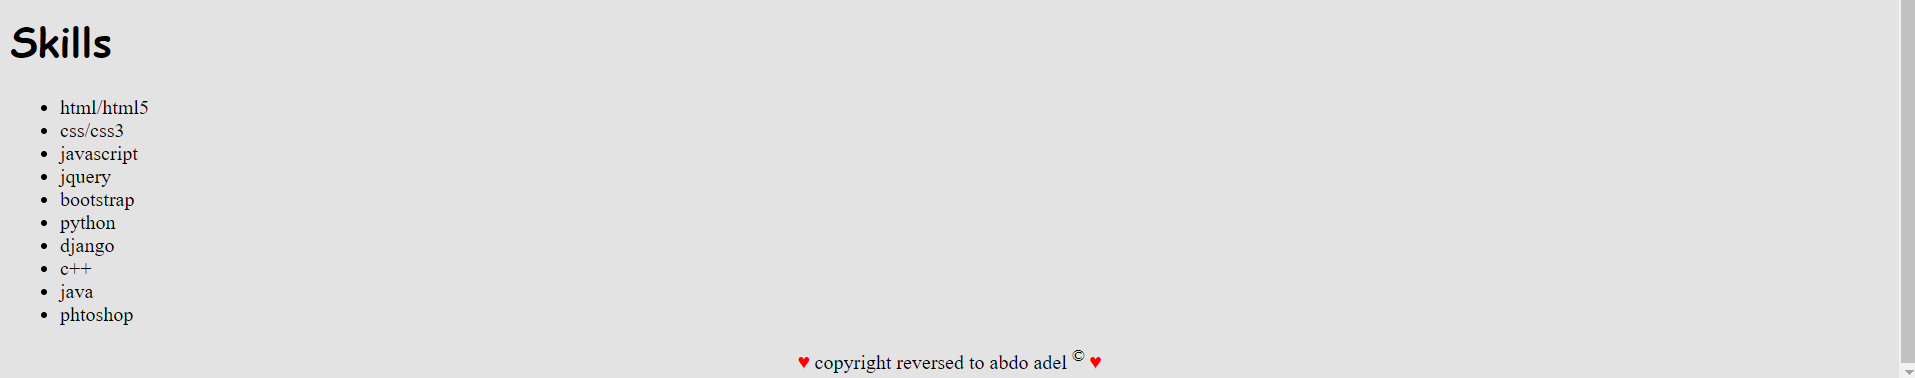 Skills
• html/html5
• css/css3
• javascript
• jquery
• bootstrap
• python
• django
• c++
• java
• phtoshop
♥ copyright reversed to abdo adel © ♥